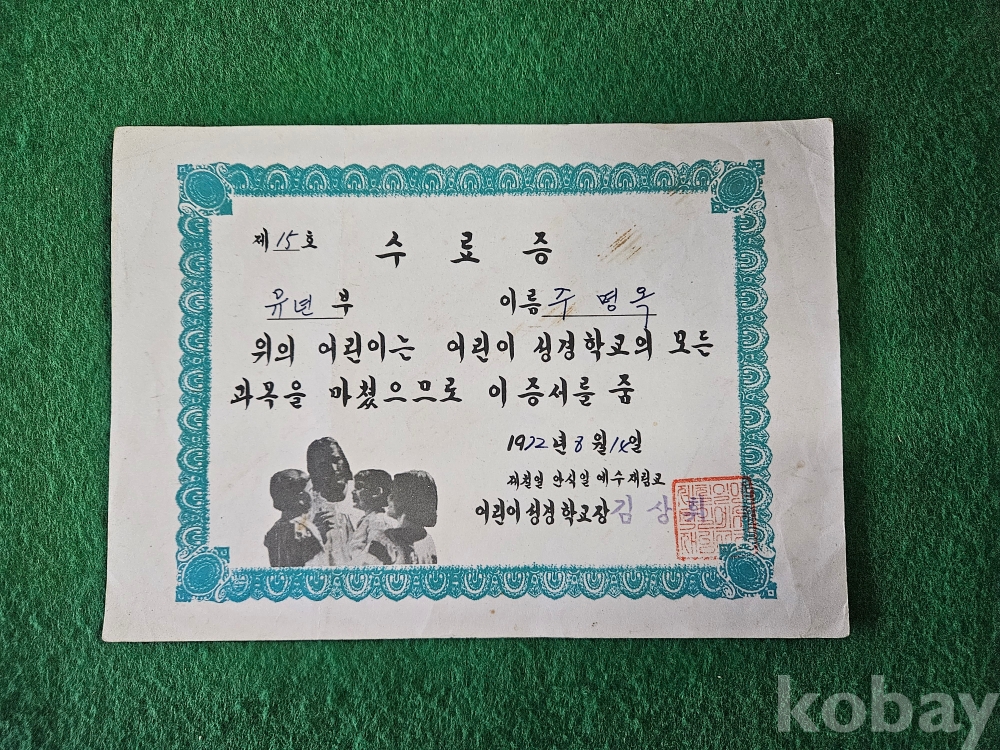 제 15 호
수 료 증
유년 부
이름 주 명 옥
위의 어린이는 어린이 성경학교의 모든
과목을 마쳤으므로 이 증서를 줌
1972년 8월 14일
제칠일 안식일 예수재림교
어린이 성경학교장 김 상
kobay